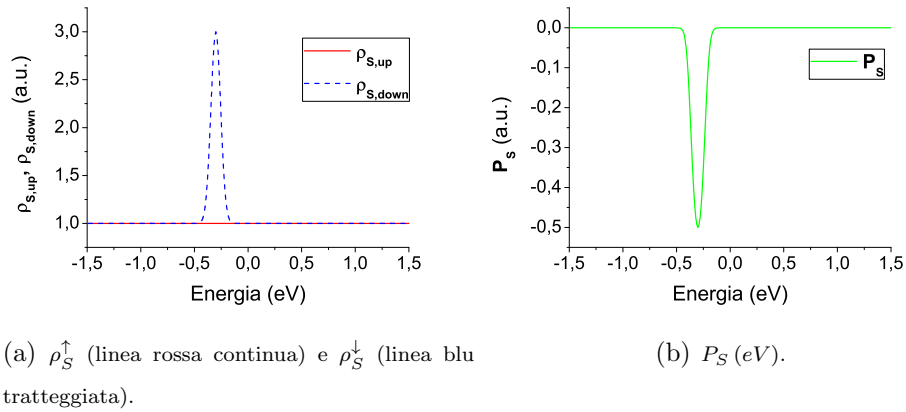 3,0
2,5
2,0
1,5
1,0
-1,5 -1,0 -0,5 0,0 0,5 1,0 1,5
ρS,up, ρS,down (a.u.)
Energia (eV)
ρS,up
ρS,down
0,0
-0,1
-0,2
-0,3
-0,4
-0,5
-1,5 -1,0 -0,5 0,0 0,5 1,0 1,5
PS (a.u.)
Energia (eV)
PS
(a) ρ↑S (linea rossa continua) e ρ↓S (linea blu
tratteggiata).
(b) PS (eV).